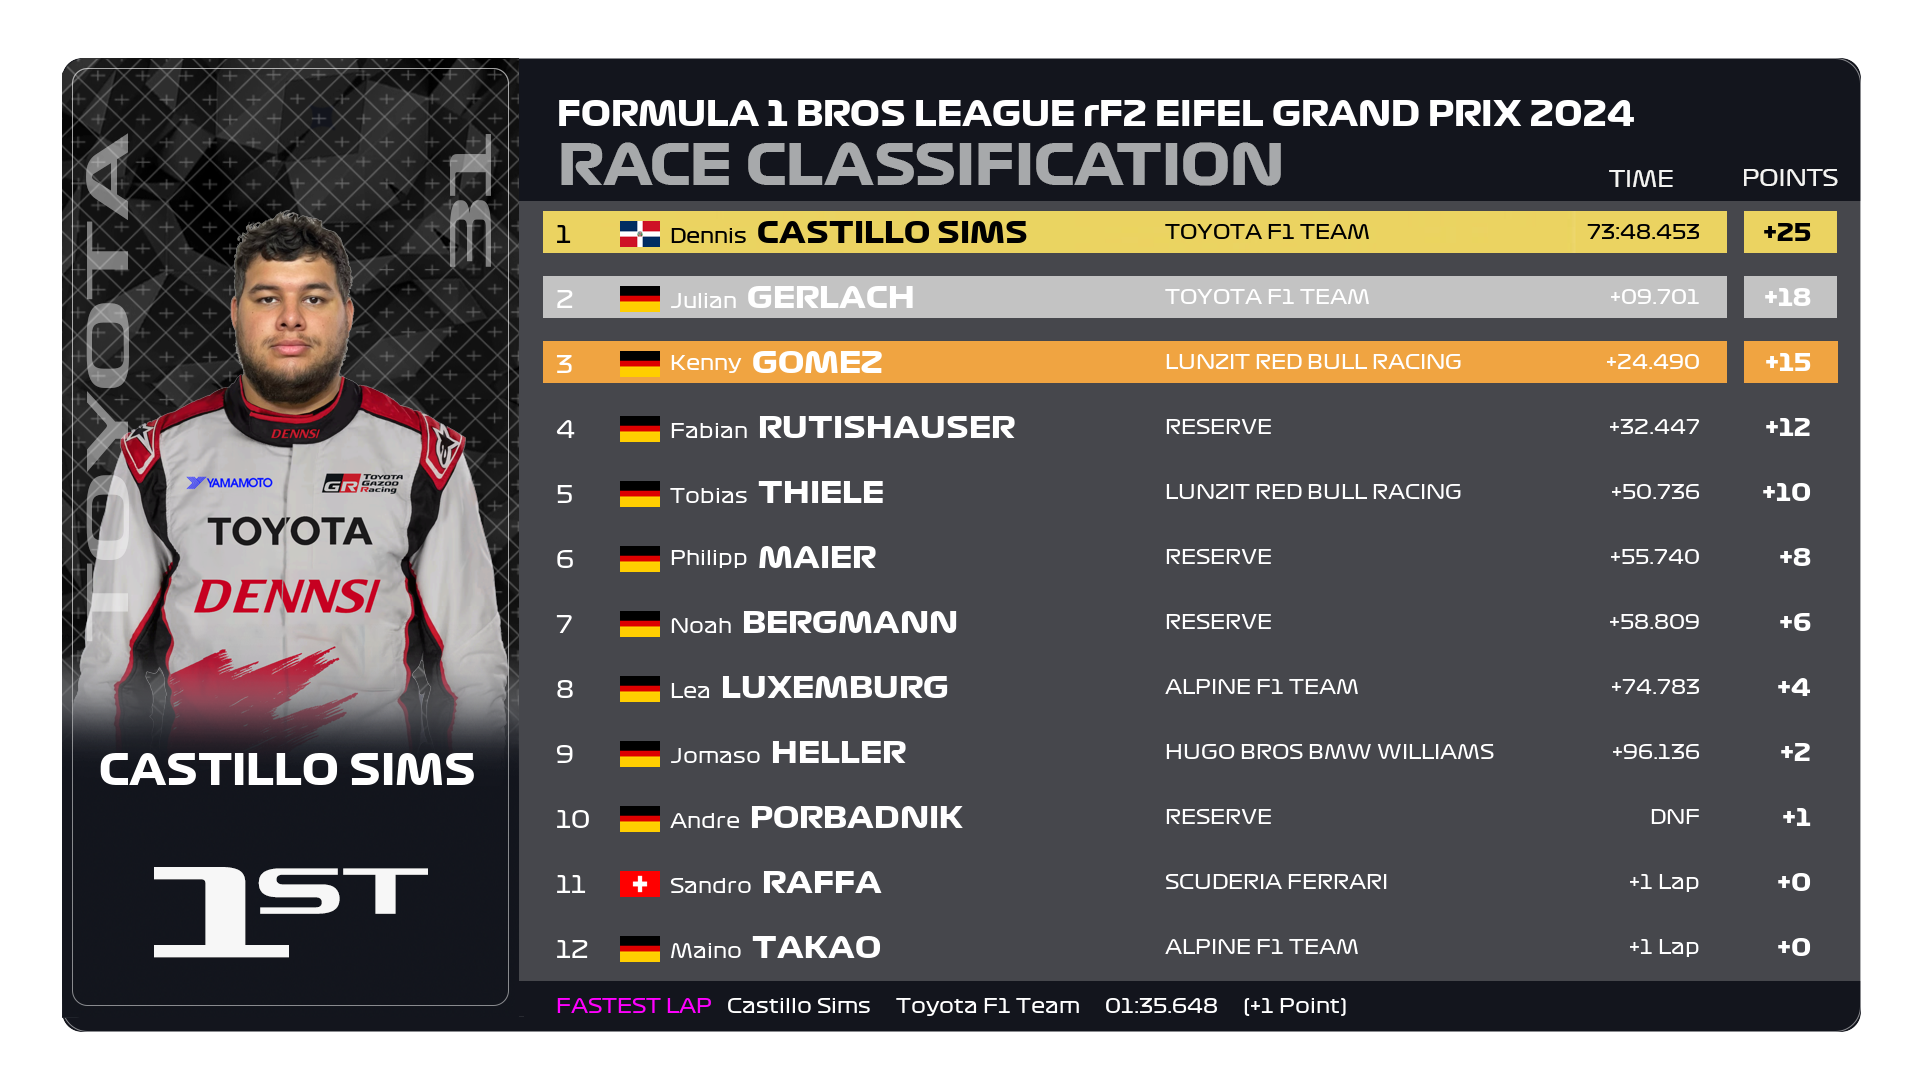 TOYOTA
31
DENNSI
YAMAMOTO
GR TOYOTA GAZOO Racing
TOYOTA
DENNSI
CASTILLO SIMS
1ST
FORMULA 1 BROS LEAGUE rF2 EIFEL GRAND PRIX 2024
RACE CLASSIFICATION
TIME POINTS
1 Dennis CASTILLO SIMS TOYOTA F1 TEAM 73:48.453 +25
2 Julian GERLACH TOYOTA F1 TEAM +09.701 +18
3 Kenny GOMEZ LUNZIT RED BULL RACING +24.490 +15
4 Fabian RUTISHAUSER RESERVE +32.447 +12
5 Tobias THIELE LUNZIT RED BULL RACING +50.736 +10
6 Philipp MAIER RESERVE +55.740 +8
7 Noah BERGMANN RESERVE +58.809 +6
8 Lea LUXEMBURG ALPINE F1 TEAM +74.783 +4
9 Jomaso HELLER HUGO BROS BMW WILLIAMS +96.136 +2
10 Andre PORBADNIK RESERVE DNF +1
11 Sandro RAFFA SCUDERIA FERRARI +1 Lap +0
12 Maino TAKAO ALPINE F1 TEAM +1 Lap +0
FASTEST LAP Castillo Sims Toyota F1 Team 01:35.648 (+1 Point)